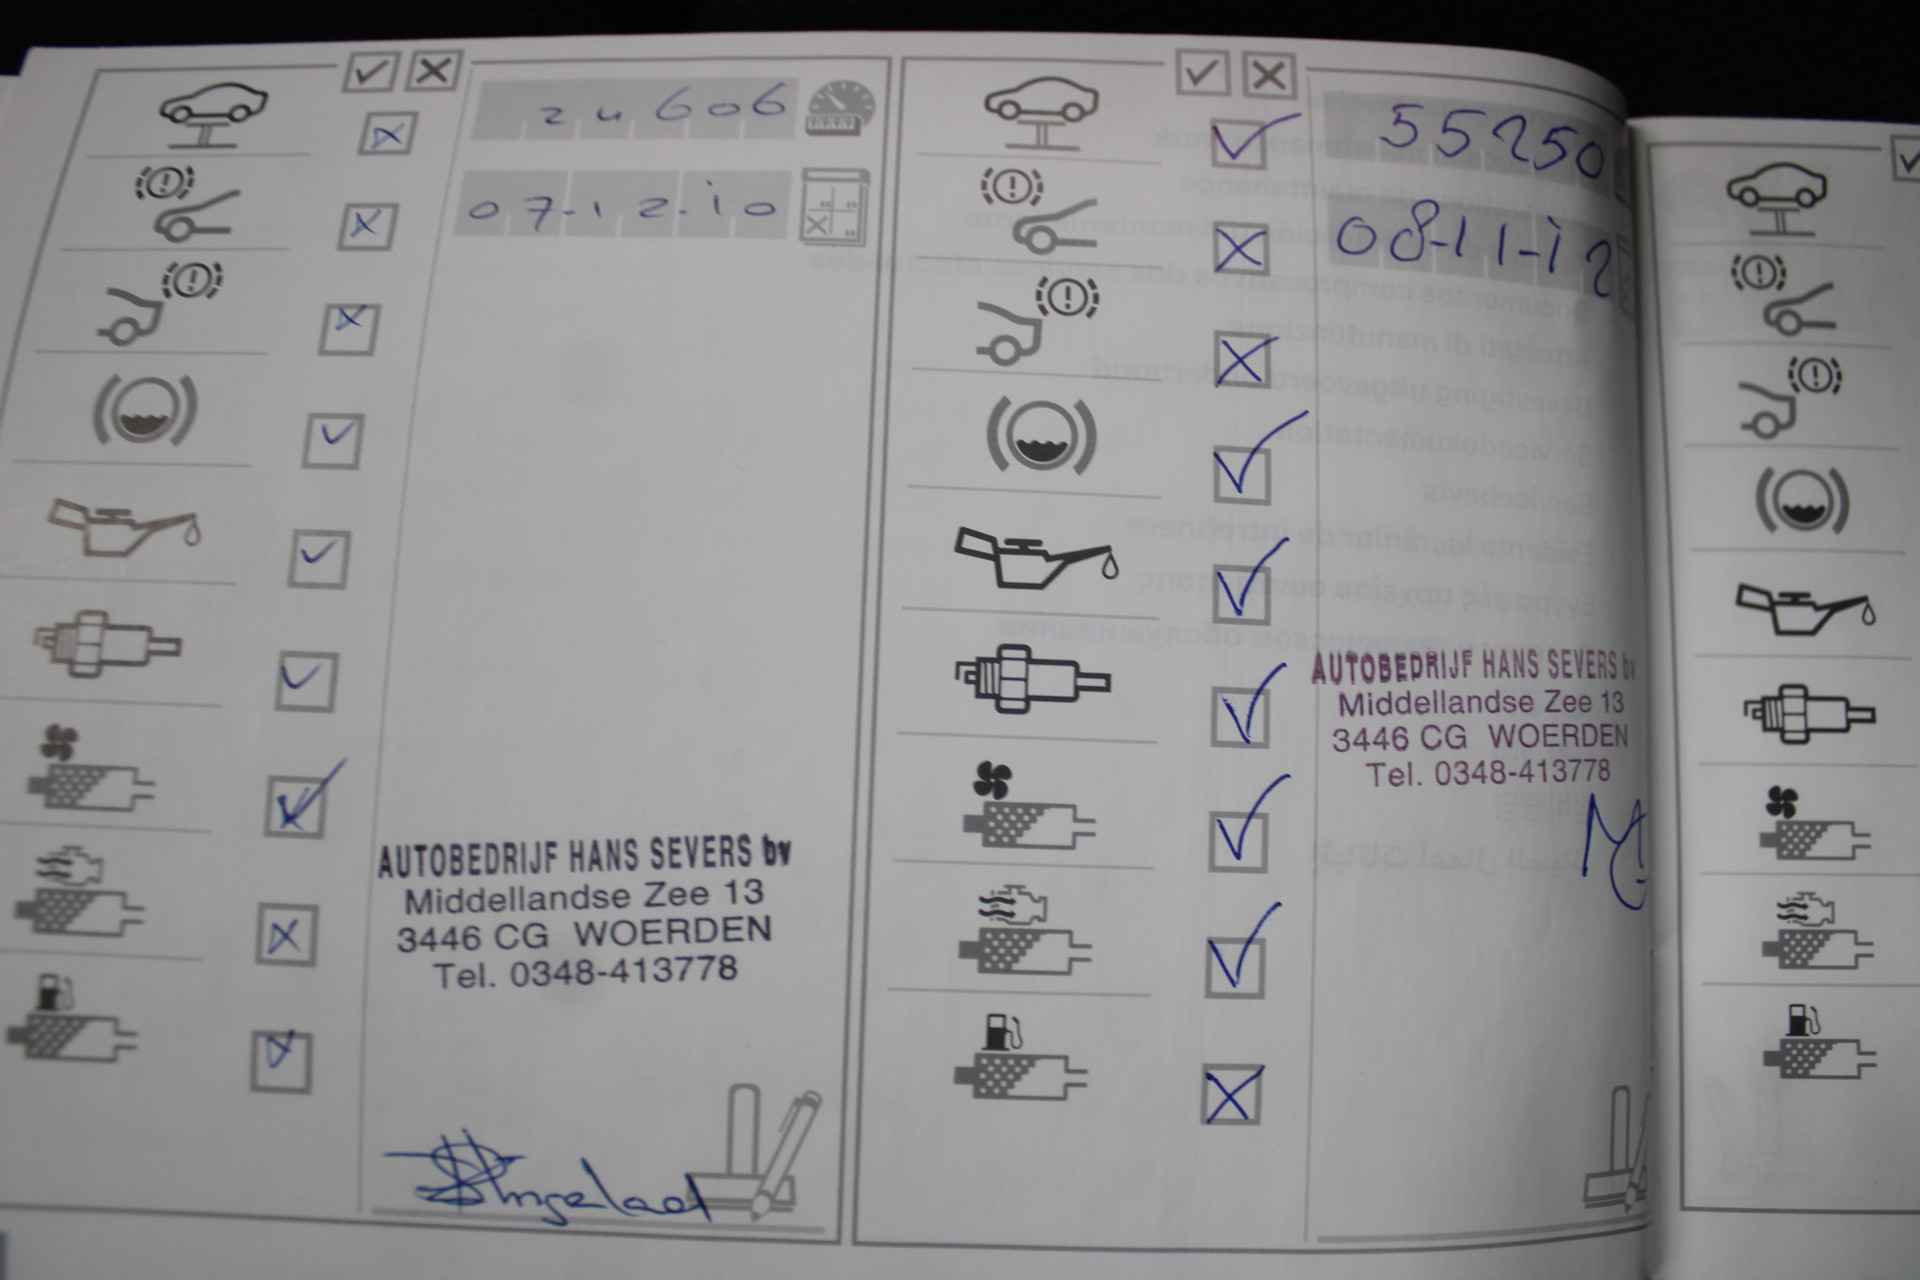 24606
07-12-10
AUTOBEDRIJF HANS SEVERS bv
Middellandse Zee 13
3446 CG WOERDEN
Tel. 0348-413778
55250
08-11-12
AUTOBEDRIJF HANS SEVERS bv
Middellandse Zee 13
3446 CG WOERDEN
Tel. 0348-413778